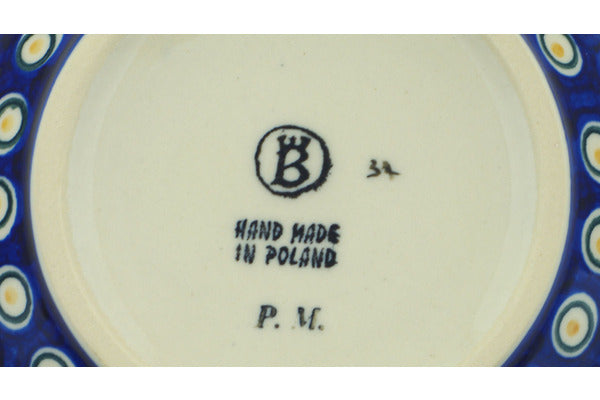 B
HAND MADE
IN POLAND
P. M.